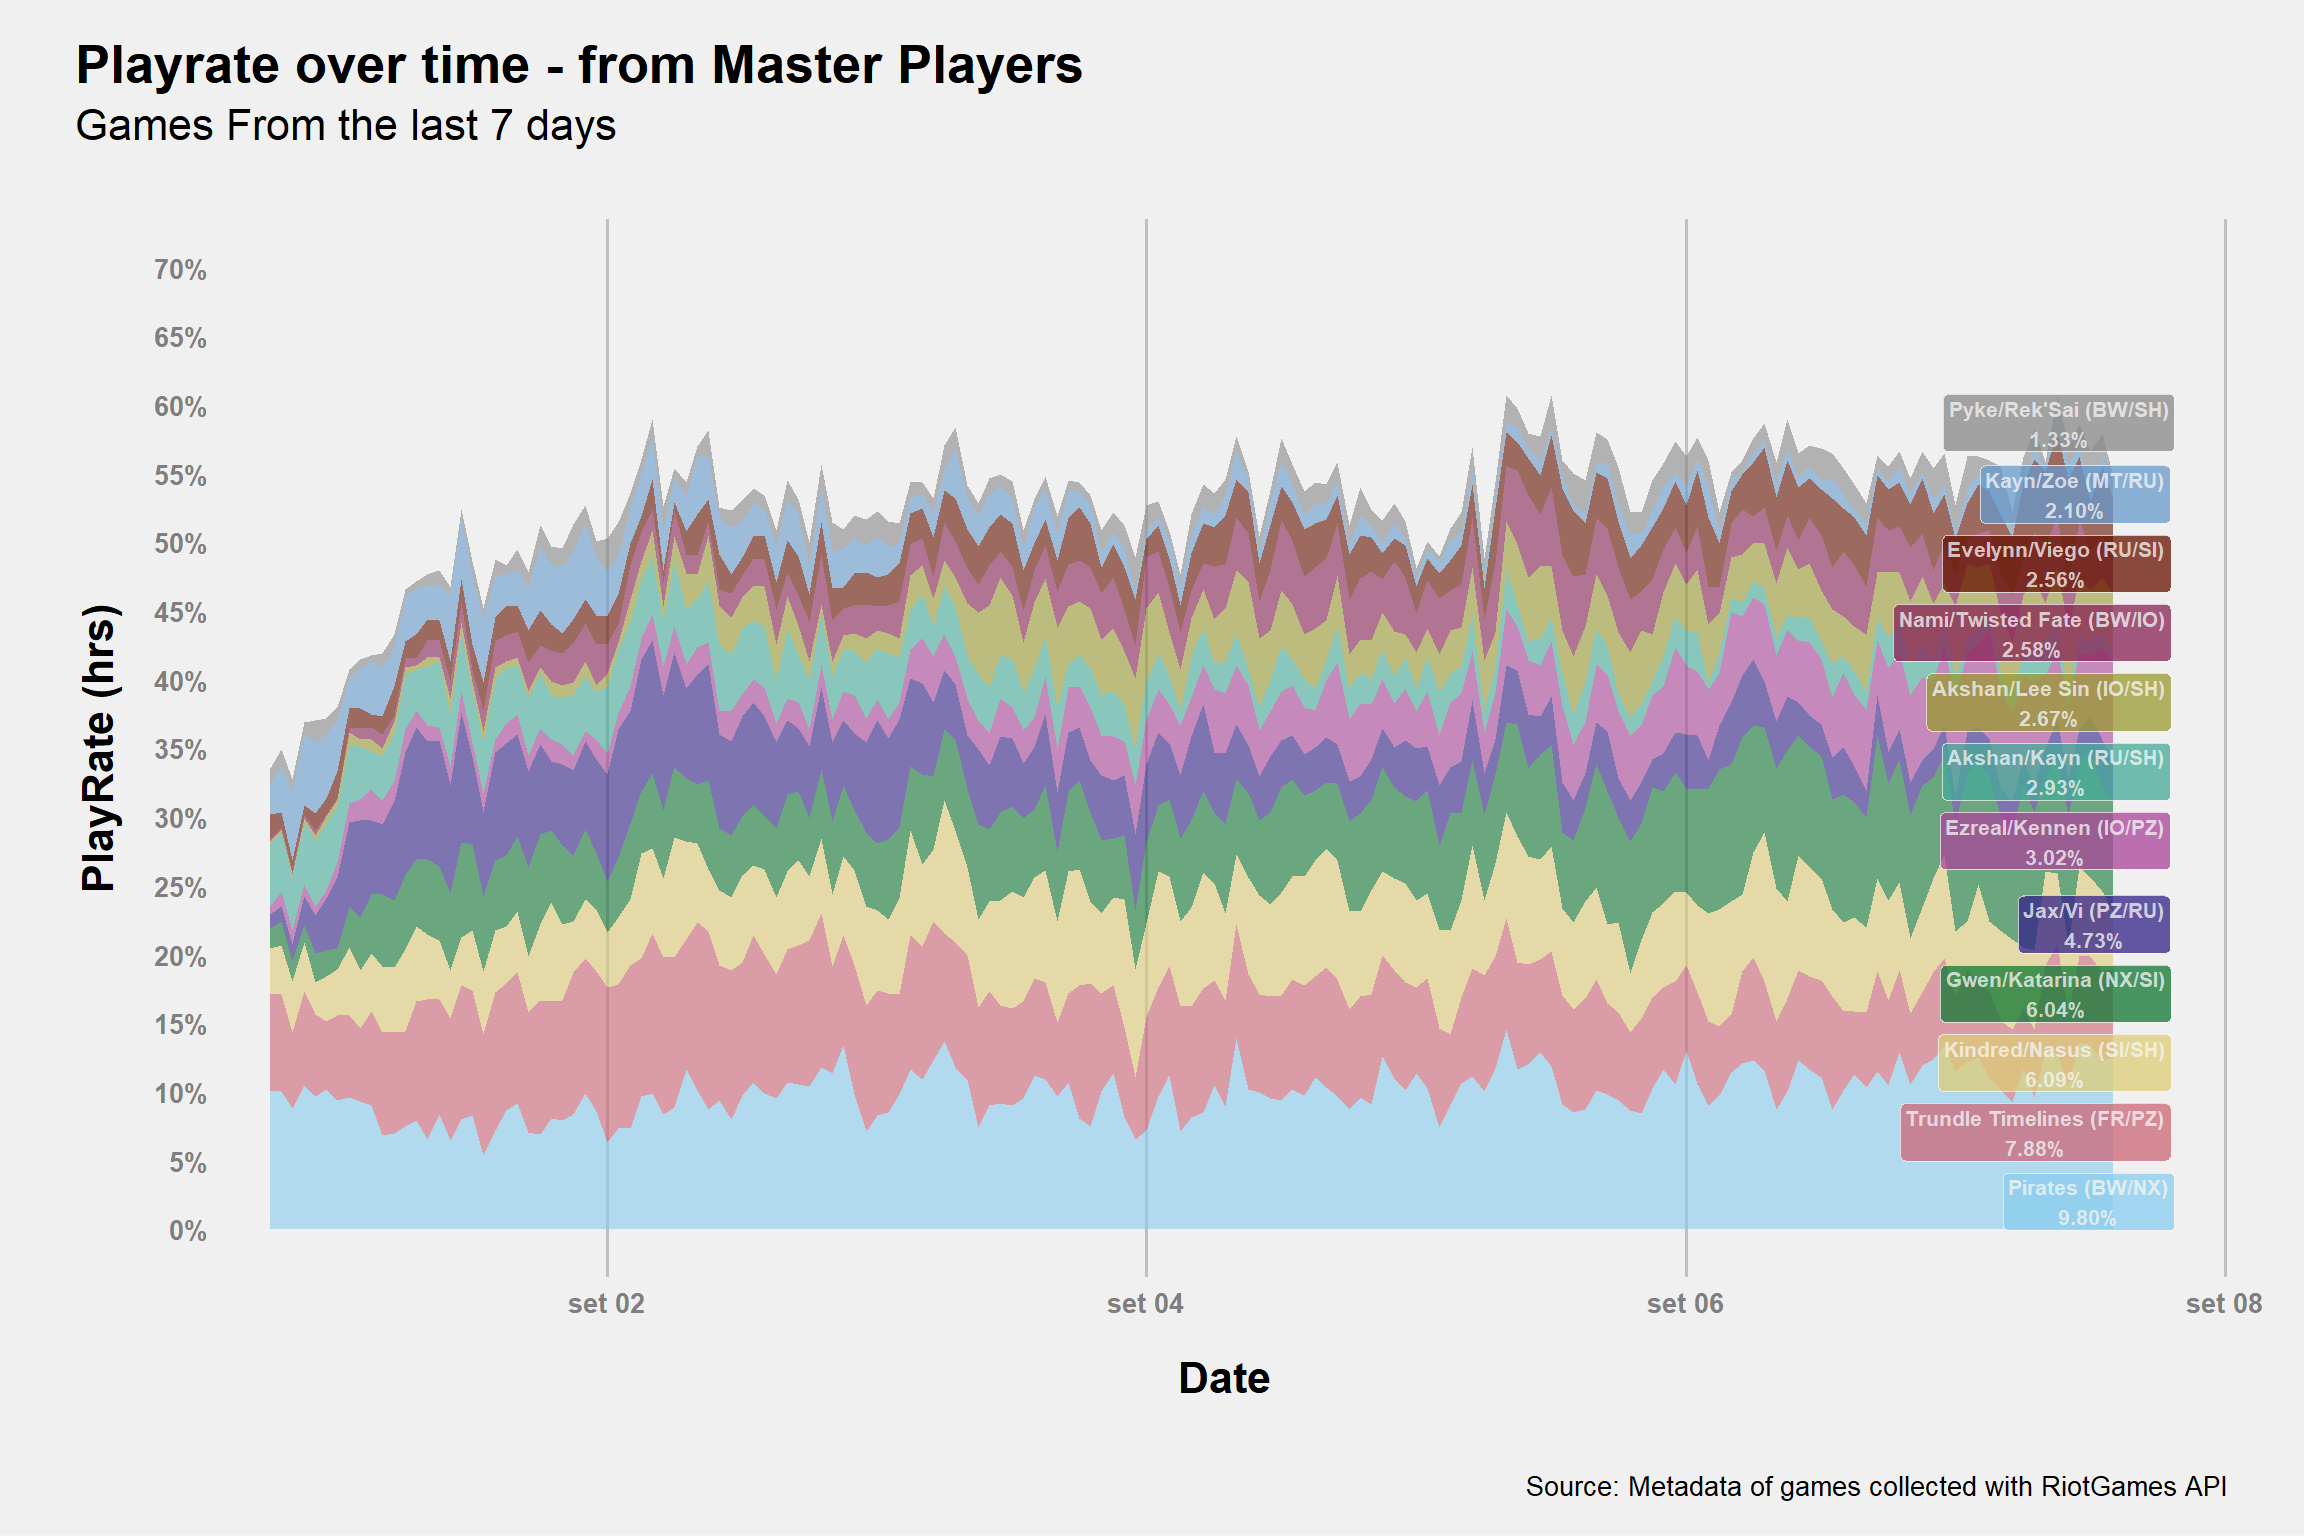 Playrate over time - from Master Players
Games From the last 7 days
70%
65%
60%
55%
50%
45%
40%
35%
30%
25%
20%
15%
10%
5%
0%
PlayRate (hrs)
Pyke/Rek'Sai (BW/SH)
1.33%
Kayn/Zoe (MT/RU)
2.10%
Evelynn/Viego (RU/SI)
2.56%
Nami/Twisted Fate (BW/IO)
2.58%
Akshan/Lee Sin (IO/SH)
2.67%
Akshan/Kayn (RU/SH)
2.93%
Ezreal/Kennen (IO/PZ)
3.02%
Jax/Vi (PZ/RU)
4.73%
Gwen/Katarina (NX/SI)
6.04%
Kindred/Nasus (SI/SH)
6.09%
Trundle Timelines (FR/PZ)
7.88%
Pirates (BW/NX)
9.80%
set 02
set 04
set 06
set 08
Date
Source: Metadata of games collected with RiotGames API